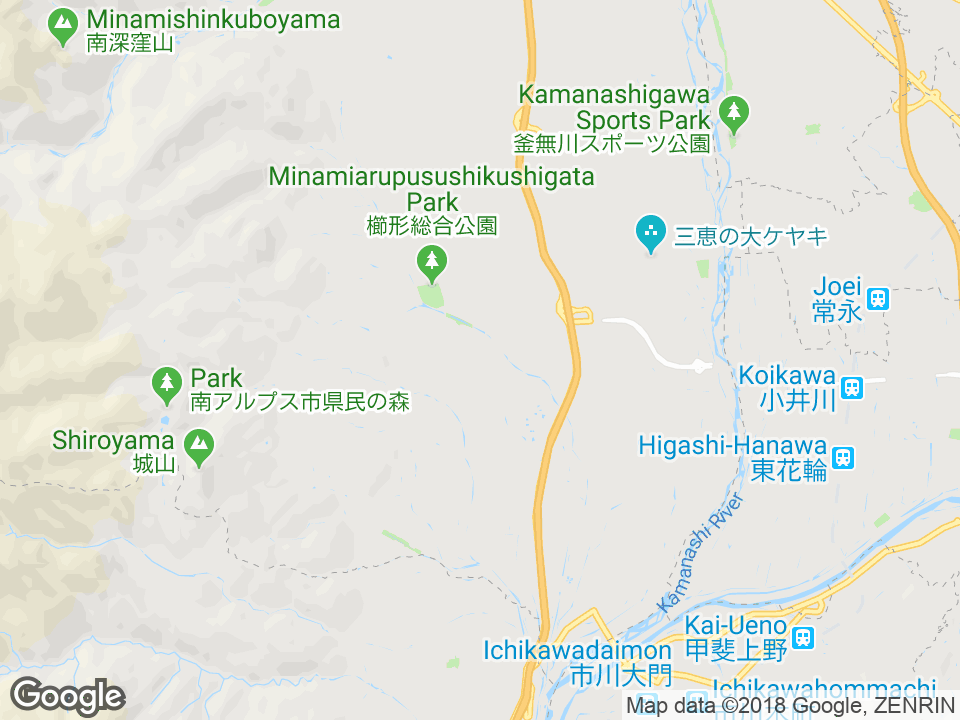 Minamishinkuboyama
南深窪山
Kamanashigawa
Sports Park
釜無川スポーツ公園
Minamiarupusushikushigata
Park
櫛形総合公園
三恵の大ケヤキ
Joei
常永
Park
南アルプス市県民の森
Koikawa
小井川
Shiroyama
城山
Higashi-Hanawa
東花輪
Kamanashi River
Kai-Ueno
甲斐上野
Ichikawadaimon
市川大門
Ichikawahommachi
Google
Map data ©2018 Google, ZENRIN